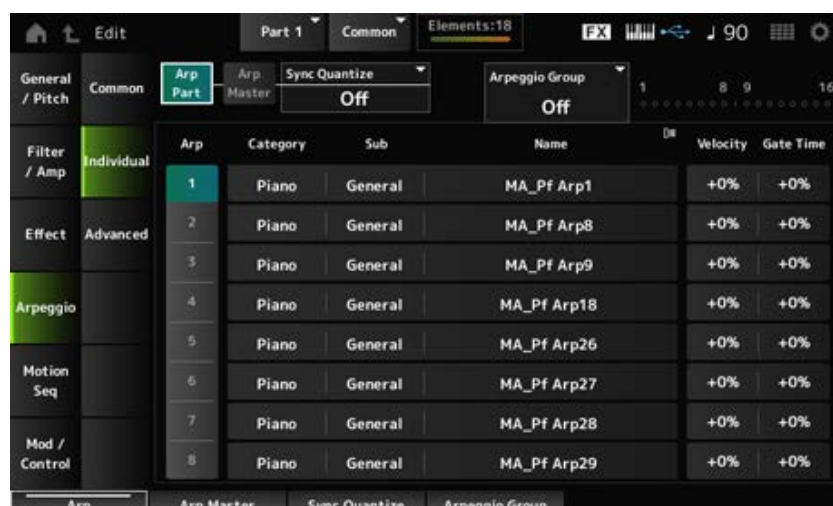 Edit Part 1 Common Elements:18 FX ♩ 90
General / Pitch
Common
Arp Part
Arp Master
Sync Quantize
Off
Arpeggio Group
Off
1 8 9 16
Filter / Amp
Individual
Arp Category Sub Name Velocity Gate Time
1 Piano General MA_Pf Arp1 +0% +0%
Effect
Advanced
2 Piano General MA_Pf Arp8 +0% +0%
3 Piano General MA_Pf Arp9 +0% +0%
Arpeggio
4 Piano General MA_Pf Arp18 +0% +0%
5 Piano General MA_Pf Arp26 +0% +0%
Motion Seq
6 Piano General MA_Pf Arp27 +0% +0%
7 Piano General MA_Pf Arp28 +0% +0%
Mod / Control
8 Piano General MA_Pf Arp29 +0% +0%
Arp Arp Master Sync Quantize Arpeggio Group